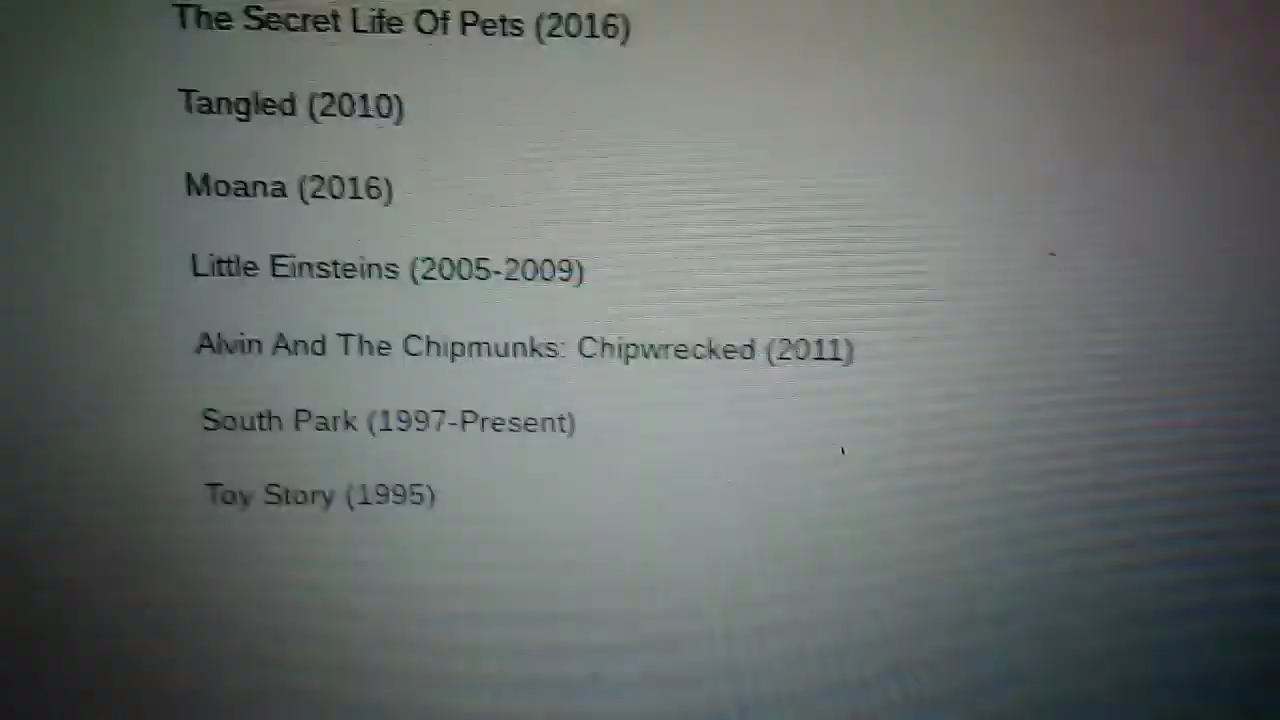 The Secret Life Of Pets (2016)
Tangled (2010)
Moana (2016)
Little Einsteins (2005-2009)
Alvin And The Chipmunks: Chipwrecked (2011)
South Park (1997-Present)
Toy Story (1995)